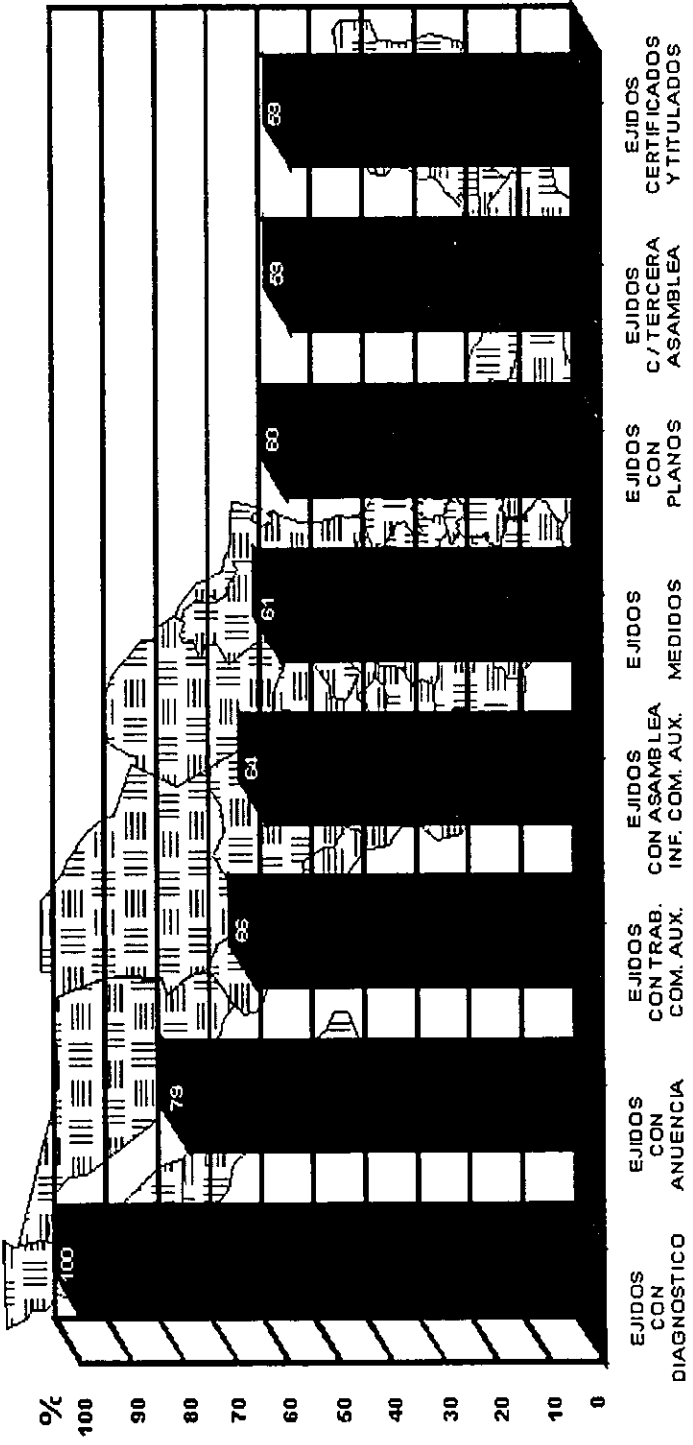 %
100
90
80
70
60
50
40
30
20
10
0
100
79
66
64
61
60
59
59
EJIDOS
CON
DIAGNOSTICO
EJIDOS
CON
ANUENCIA
EJIDOS
CON TRAB.
COM. AUX.
EJIDOS
CON ASAMBLEA
INF. COM. AUX.
EJIDOS
MEDIDOS
EJIDOS
CON
PLANOS
EJIDOS
C/TERCERA
ASAMBLEA
EJIDOS
CERTIFICADOS
Y TITULADOS